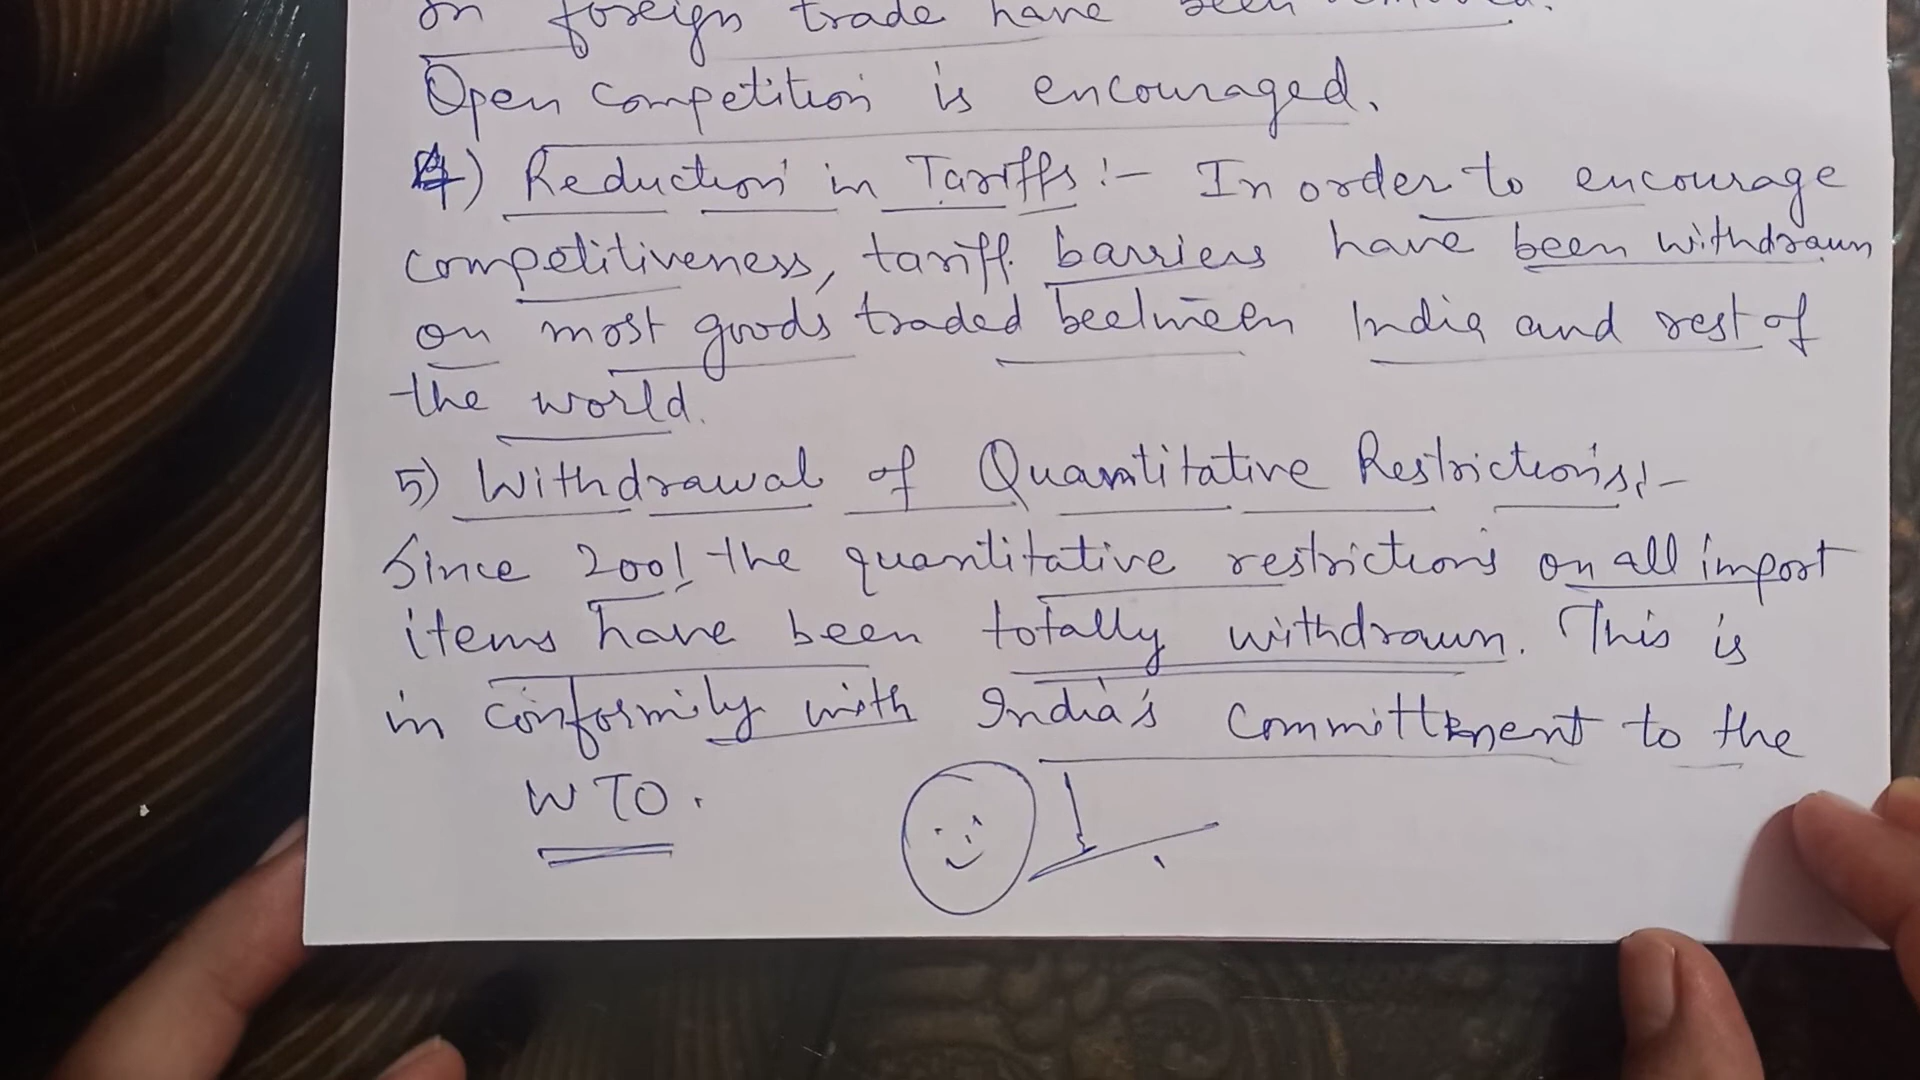 on foreign trade have been removed.
Open competition is encouraged.
4) Reduction in Tariffs :- In order to encourage
competitiveness, tariff barriers have been withdrawn
on most goods traded beetween India and rest of
the world.
5) Withdrawal of Quantitative Restrictions:-
Since 2001 the quantitative restrictions on all import
items have been totally withdrawn. This is
in conformity with India's Committment to the
WTO.